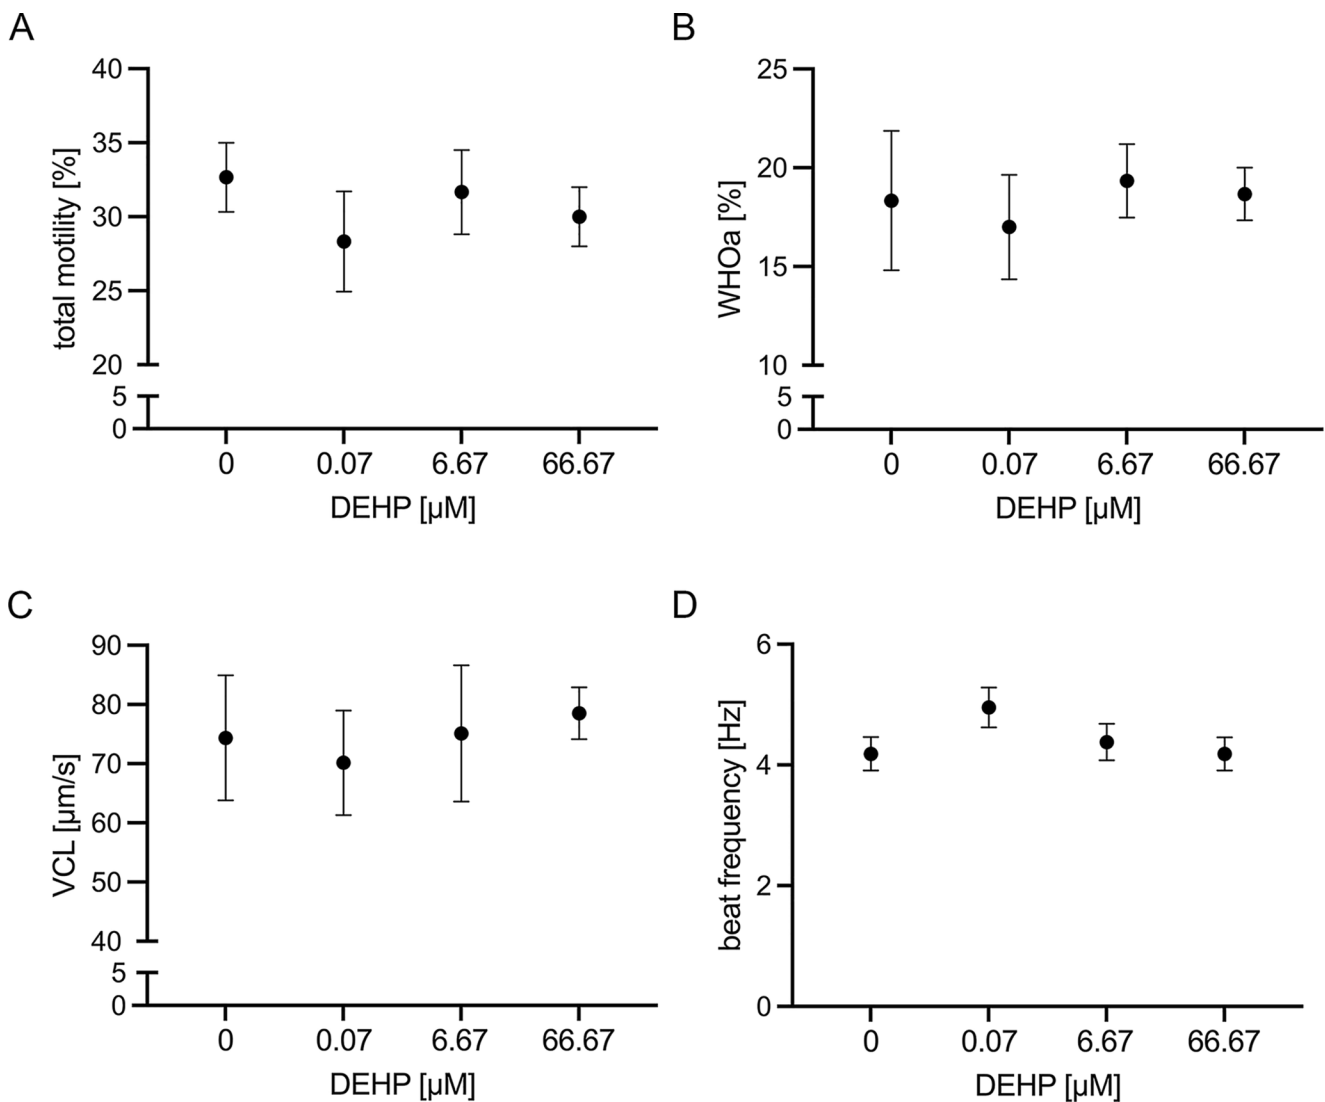 A
total motility [%]
40
35
30
25
20
5
0
0 0.07 6.67 66.67
DEHP [µM]
B
WHOa [%]
25
20
15
10
5
0
0 0.07 6.67 66.67
DEHP [µM]
C
VCL [µm/s]
90
80
70
60
50
40
5
0
0 0.07 6.67 66.67
DEHP [µM]
D
beat frequency [Hz]
6
4
2
0
0 0.07 6.67 66.67
DEHP [µM]